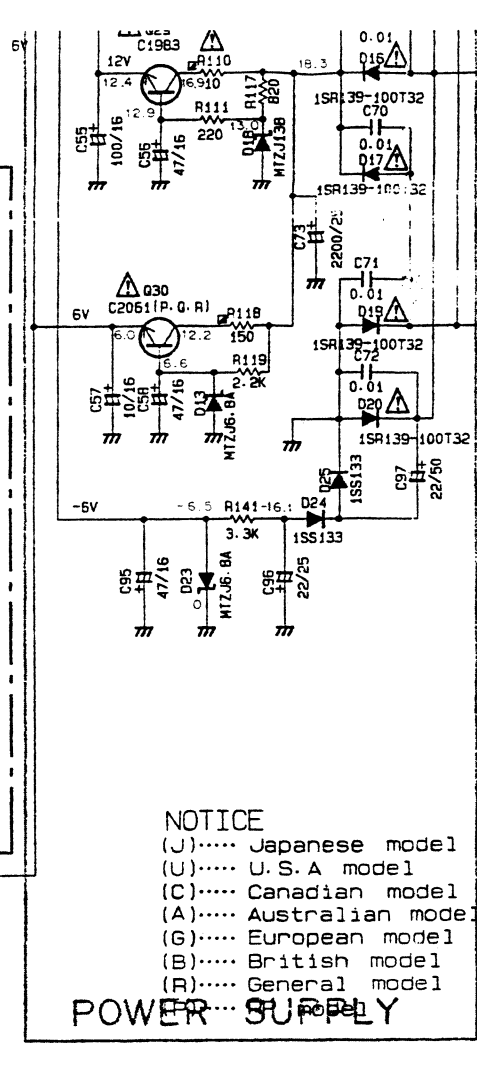 6V
Q29
C1983
R110
10
12V
12.4
16.9
R117
820
18.3
0.01
D16
1SR139-100T32
R111
220
12.9
13.0
C55
100/16
C56
47/16
D18
MTZJ13B
C70
0.01
D17
1SR139-100T32
C73
2200/25
Q30
C2061(P.Q.R)
6V
6.0
12.2
R118
150
R119
2.2K
6.6
C57
10/16
C58
47/16
D13
MTZJ6.8A
C71
0.01
D19
1SR139-100T32
C72
0.01
D20
1SR139-100T32
D25
1SS133
C97
22/50
-6V
-6.5
R141
3.3K
-16.
D24
1SS133
C95
47/16
D23
MTZJ6.8A
C96
22/25
NOTICE
(J)..... Japanese model
(U)..... U.S.A model
(C)..... Canadian model
(A)..... Australian model
(G)..... European model
(B)..... British model
(R)..... General model
model
POWER SUPPLY